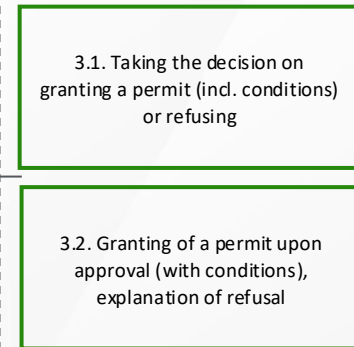 3.1. Taking the decision on
granting a permit (incl. conditions)
or refusing
3.2. Granting of a permit upon
approval (with conditions),
explanation of refusal